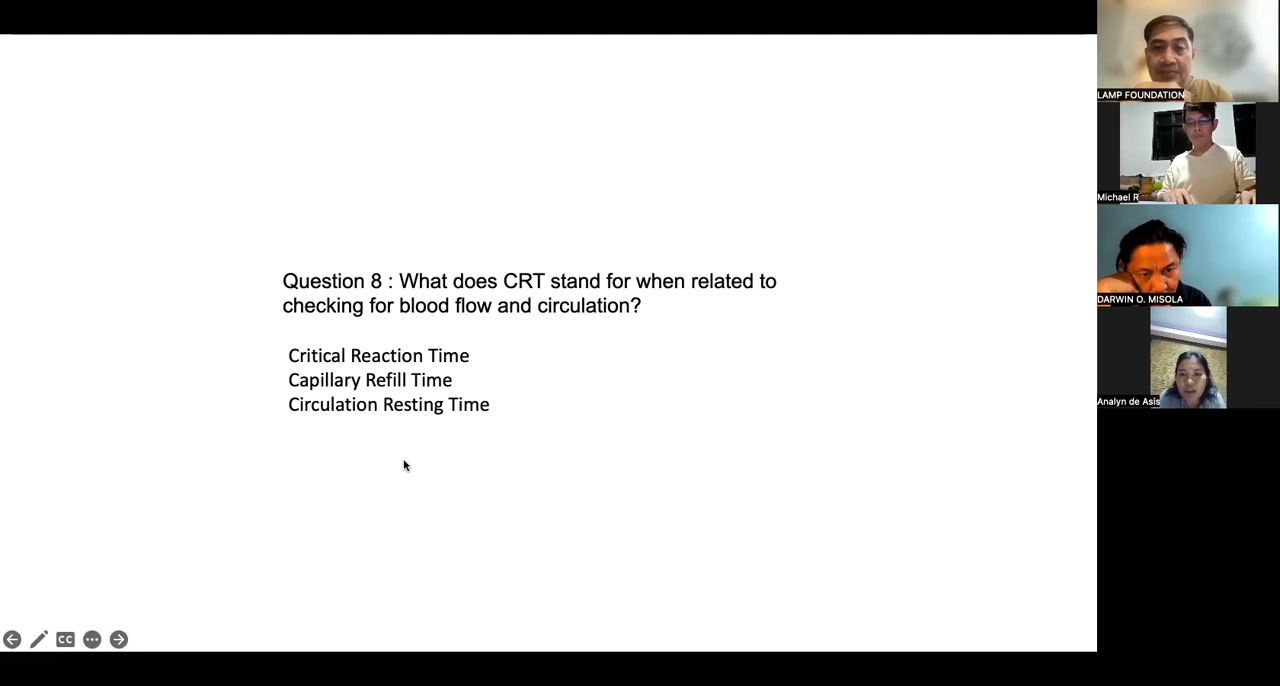 Question 8 : What does CRT stand for when related to
checking for blood flow and circulation?
Critical Reaction Time
Capillary Refill Time
Circulation Resting Time
LAMP FOUNDATION
Michael R
DARWIN O. MISOLA
Analyn de Asis
CC